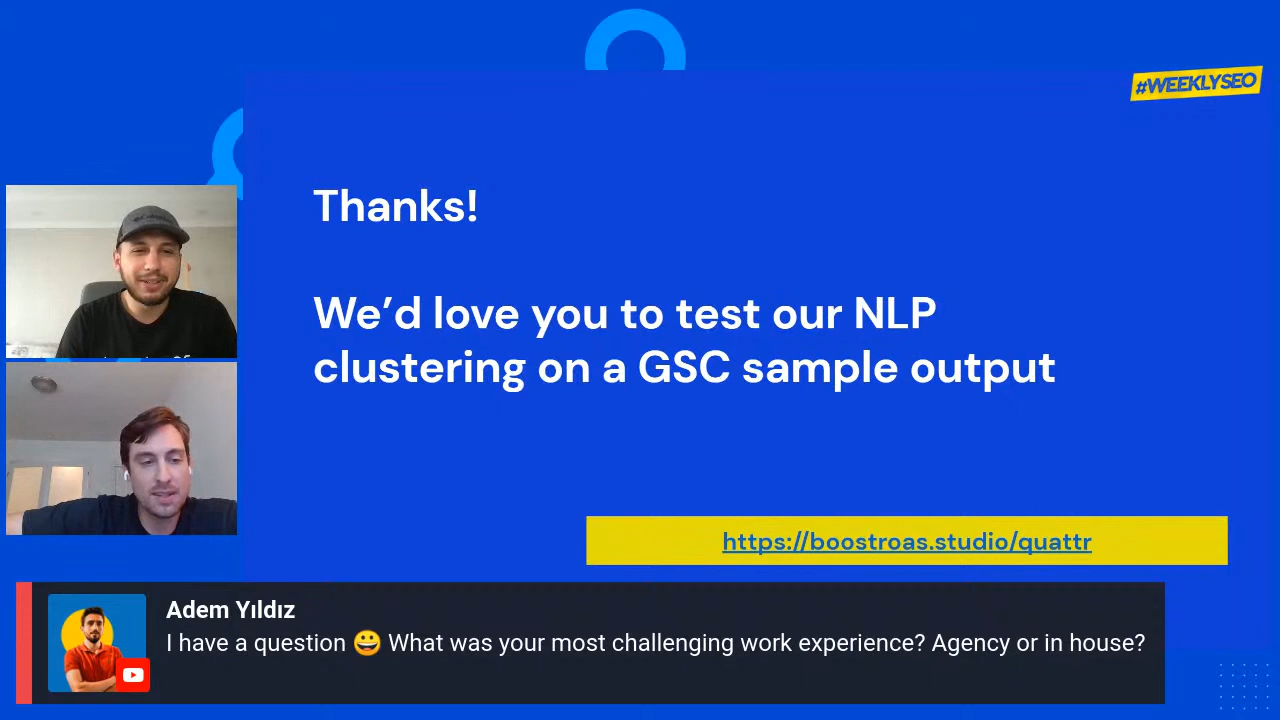 #WEEKLYSEO
Thanks!
We’d love you to test our NLP
clustering on a GSC sample output
https://boostroas.studio/quattr
Adem Yıldız
I have a question 😀 What was your most challenging work experience? Agency or in house?